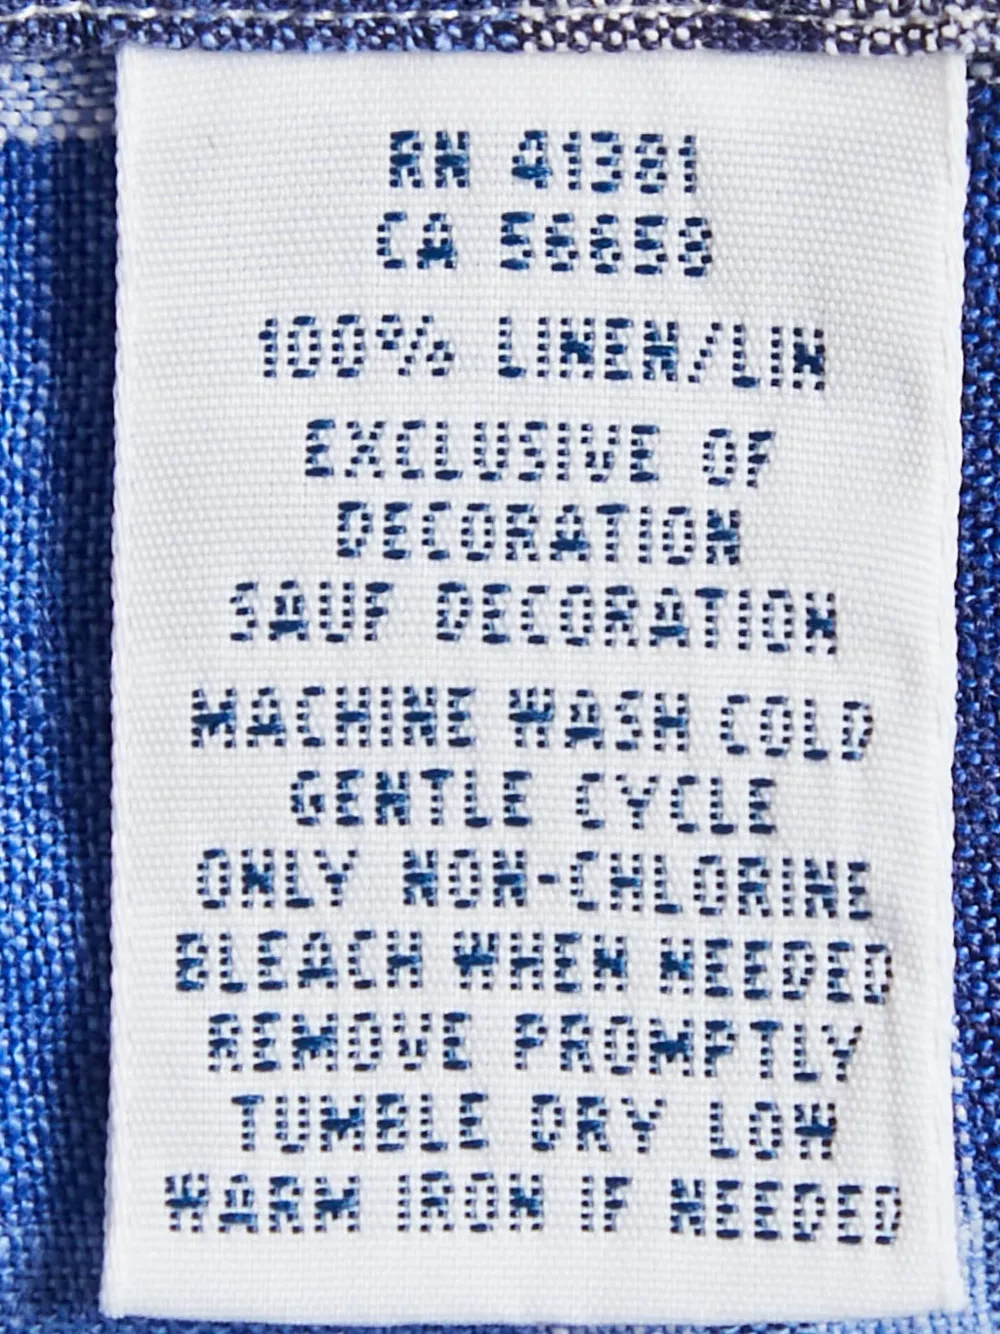 RN 41381
CA 56658
100% LINEN/LIN
EXCLUSIVE OF
DECORATION
SAUF DECORATION
MACHINE WASH COLD
GENTLE CYCLE
ONLY NON-CHLORINE
BLEACH WHEN NEEDED
REMOVE PROMPTLY
TUMBLE DRY LOW
WARM IRON IF NEEDED